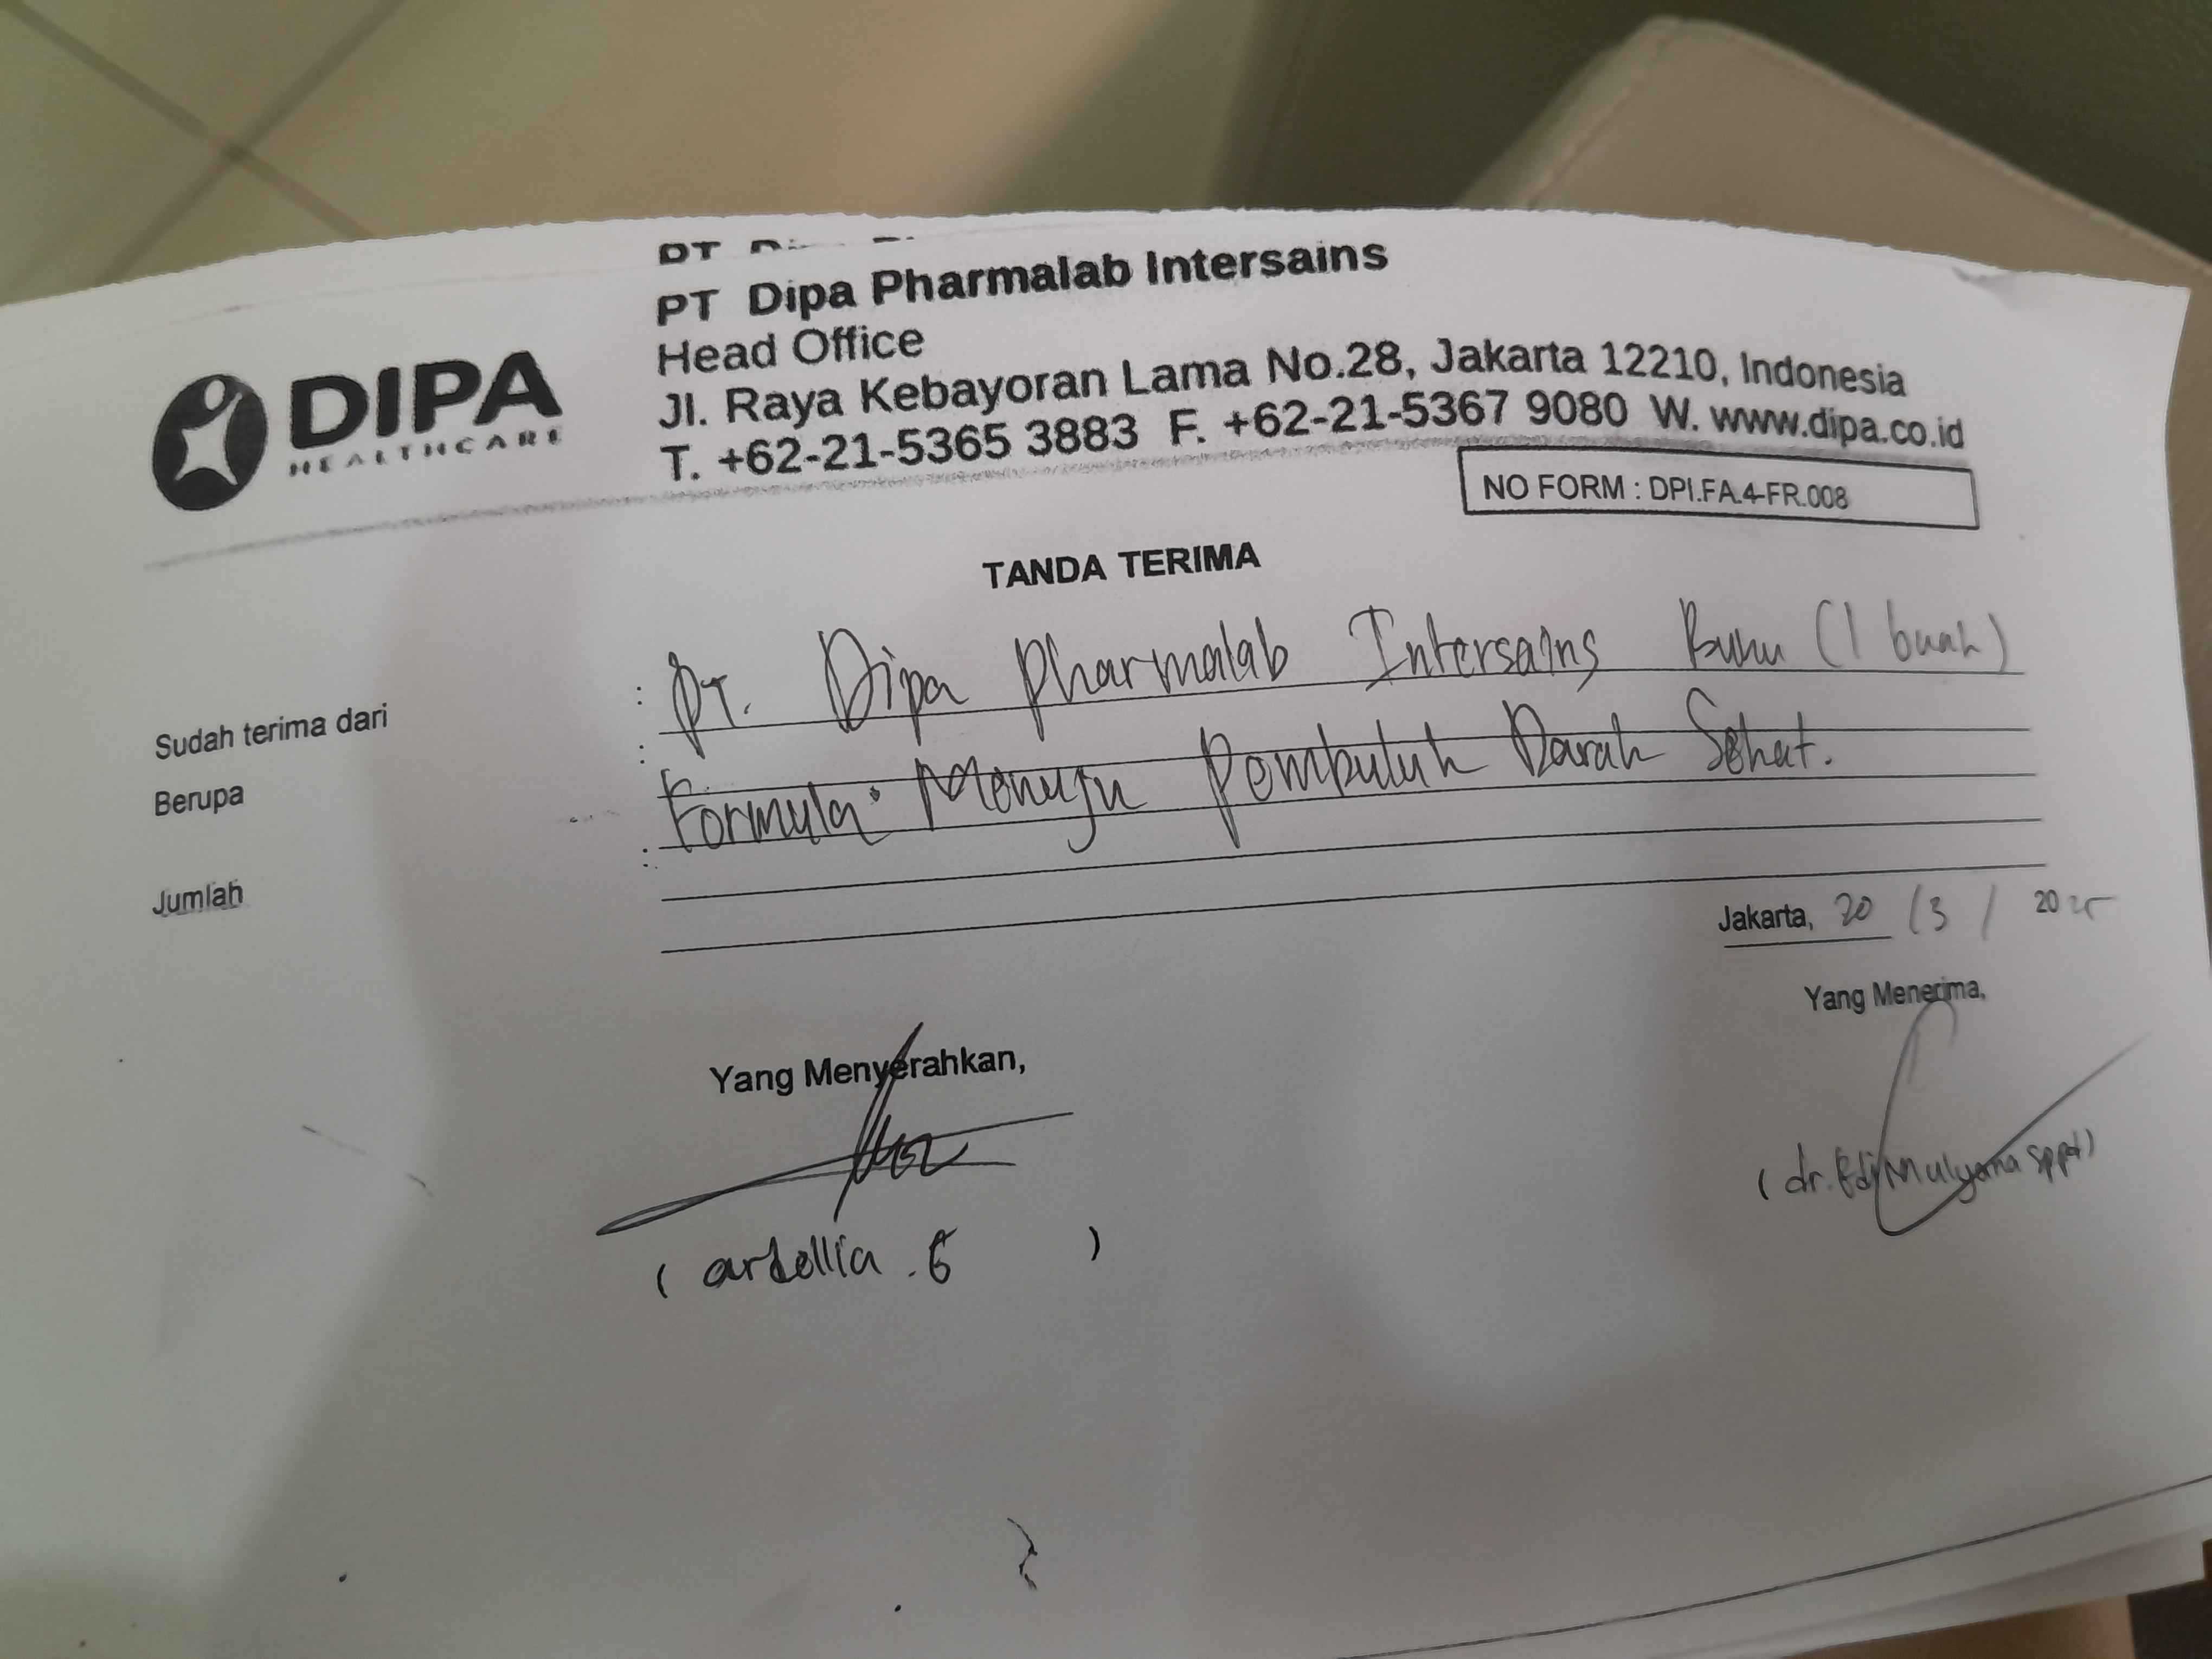 PT Dipa Pharmalab Intersains
Head Office
Jl. Raya Kebayoran Lama No.28, Jakarta 12210, Indonesia
T. +62-21-5365 3883 F. +62-21-5367 9080 W. www.dipa.co.id
DIPA
HEALTHCARE
NO FORM : DPI.FA.4-FR.008
TANDA TERIMA
Sudah terima dari : PT. Dipa Pharmalab Intersains Buku (1 buah)
Berupa : Formula: Menuju Pembuluh Darah Sehat.
Jumlah :
Jakarta, 20 /3 / 2025
Yang Menyerahkan, Yang Menerima,
( dr. Edi Mulyana SpPd)
( ardellia . G )